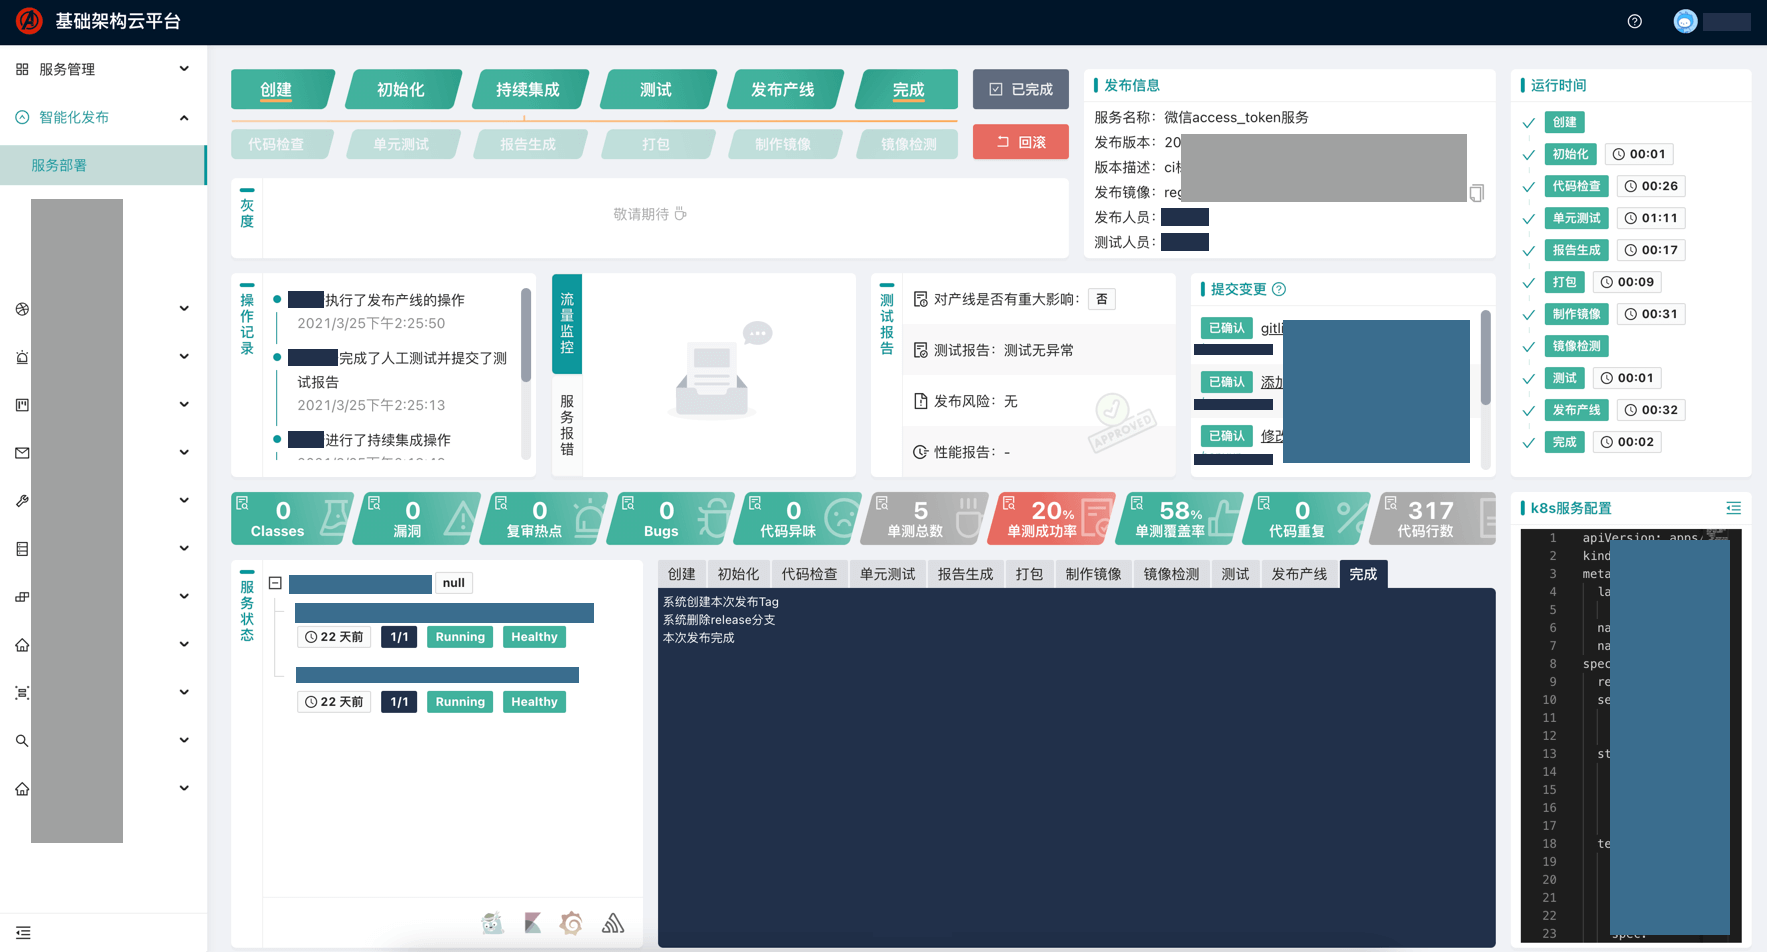 基础架构云平台
服务管理
智能化发布
服务部署
创建
初始化
持续集成
测试
发布产线
完成
已完成
代码检查
单元测试
报告生成
打包
制作镜像
镜像检测
回滚
灰度
敬请期待
发布信息
服务名称：微信access_token服务
发布版本：20
版本描述：ci
发布镜像：reg
发布人员：
测试人员：
运行时间
创建
初始化 00:01
代码检查 00:26
单元测试 01:11
报告生成 00:17
打包 00:09
制作镜像 00:31
镜像检测
测试 00:01
发布产线 00:32
完成 00:02
操作记录
执行了发布产线的操作
2021/3/25下午2:25:50
完成了人工测试并提交了测
试报告
2021/3/25下午2:25:13
进行了持续集成操作
流量监控
服务报错
测试报告
对产线是否有重大影响： 否
测试报告：测试无异常
发布风险：无
性能报告：-
APPROVED
提交变更
已确认
已确认 添加
已确认 修改
0
Classes
0
漏洞
0
复审热点
0
Bugs
0
代码异味
5
单测总数
20%
单测成功率
58%
单测覆盖率
0
代码重复
317
代码行数
服务状态
null
22 天前 1/1 Running Healthy
22 天前 1/1 Running Healthy
创建 初始化 代码检查 单元测试 报告生成 打包 制作镜像 镜像检测 测试 发布产线 完成
系统创建本次发布Tag
系统删除release分支
本次发布完成
k8s服务配置
1 apiVersion: apps/
2 kind
3 meta
4 la
5
6 na
7 na
8 spec
9 re
10 se
11
12
13 st
14
15
16
17
18 te
19
20
21
22
23 spec: